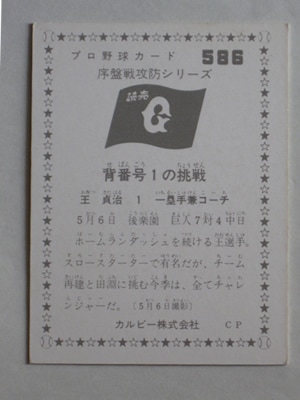 プロ野球カード 586
序盤戦攻防シリーズ
読売
G
背番号1の挑戦
王 貞治 1 一塁手兼コーチ
5月6日 後楽園 巨人7対4中日
ホームランダッシュを続ける王選手。
スロースターターで有名だが、チーム
再建と田淵に挑む今季は、全てチャレ
ンジャーだ。〔5月6日撮影〕
カルビー株式会社 CP